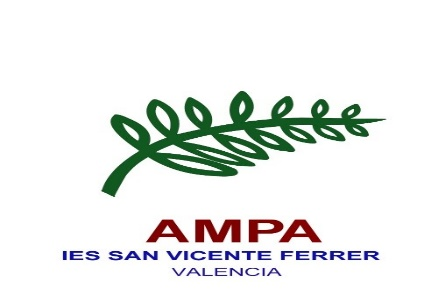 AMPA
IES SAN VICENTE FERRER
VALENCIA